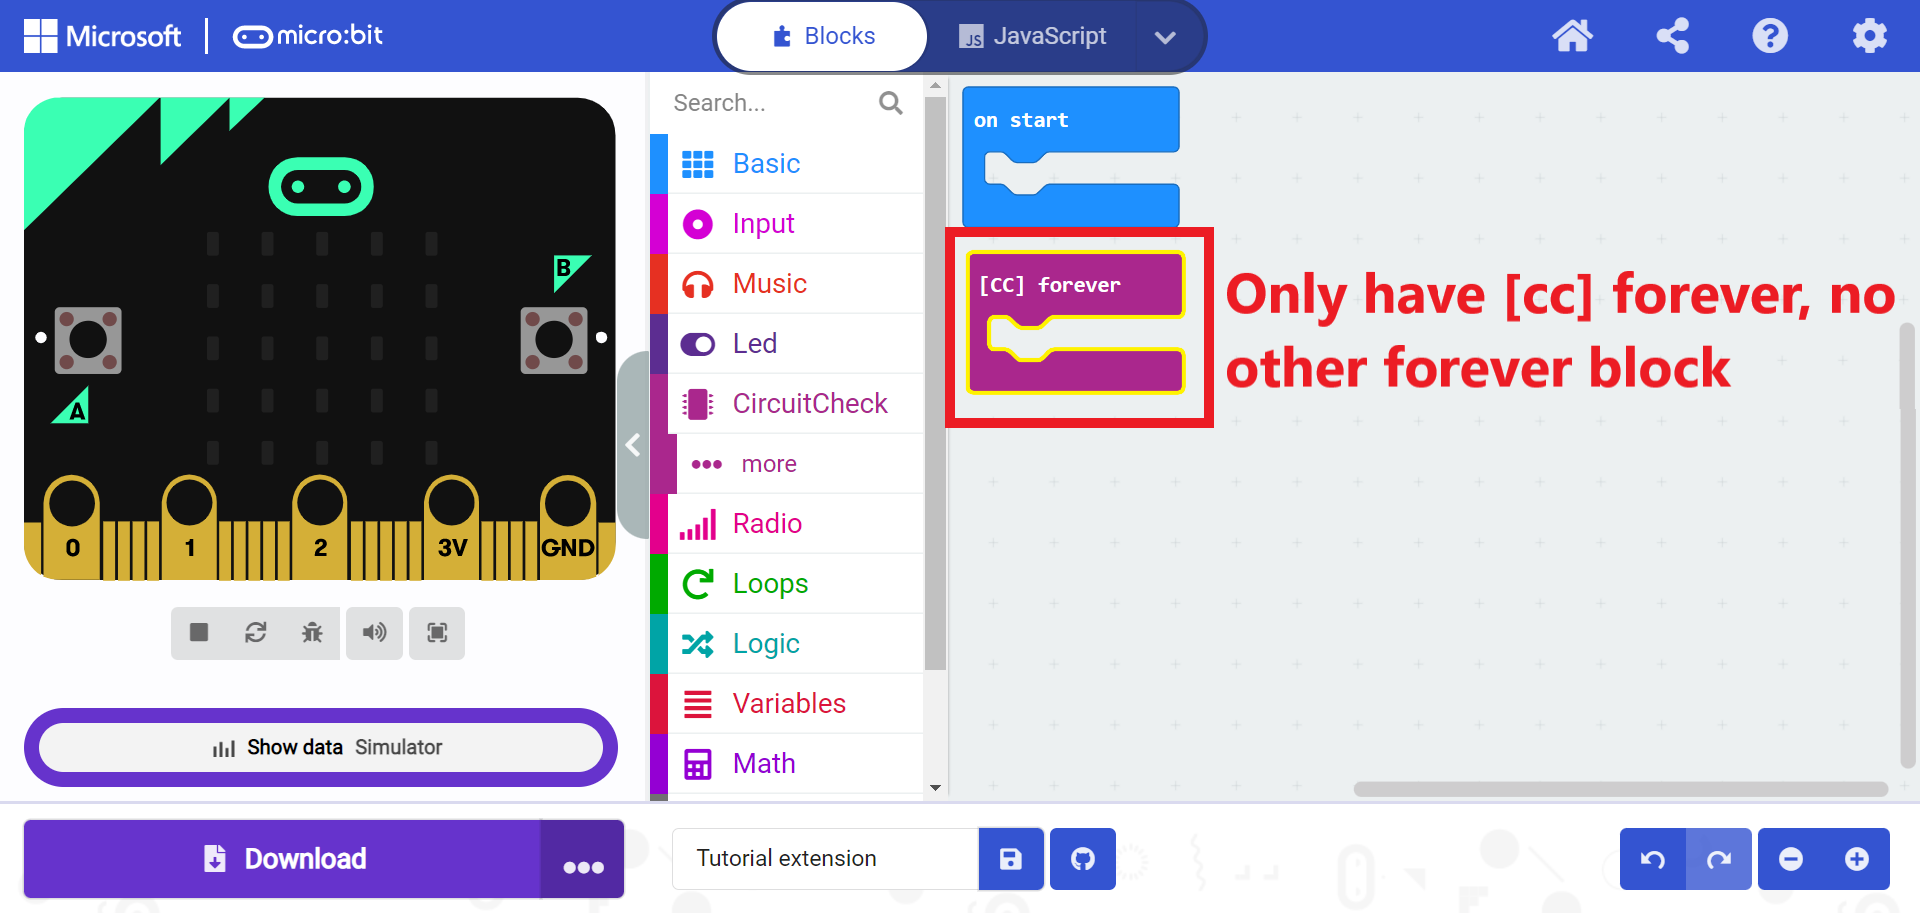 Microsoft
micro:bit
Blocks
JS JavaScript
Search...
Basic
Input
Music
Led
CircuitCheck
more
Radio
Loops
Logic
Variables
Math
B
A
0 1 2 3V GND
Show data Simulator
on start
[CC] forever
Only have [cc] forever, no
other forever block
Download
Tutorial extension